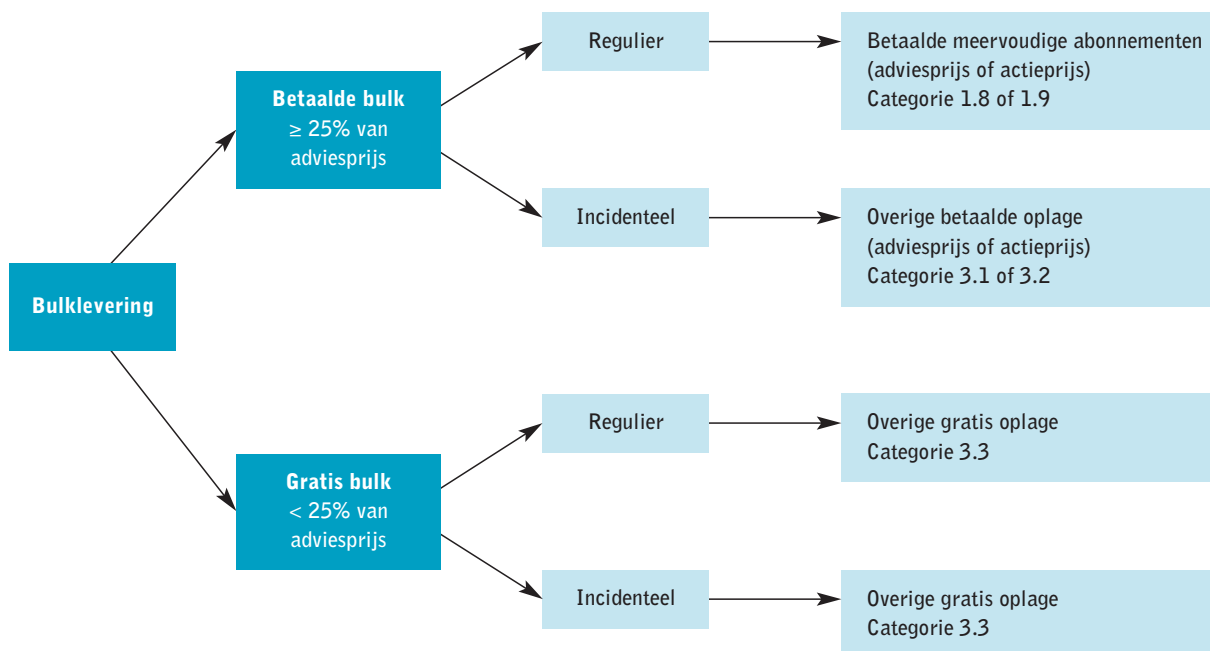 Bulklevering
Betaalde bulk
≥ 25% van
adviesprijs
Regulier
Betaalde meervoudige abonnementen
(adviesprijs of actieprijs)
Categorie 1.8 of 1.9
Incidenteel
Overige betaalde oplage
(adviesprijs of actieprijs)
Categorie 3.1 of 3.2
Gratis bulk
< 25% van
adviesprijs
Regulier
Overige gratis oplage
Categorie 3.3
Incidenteel
Overige gratis oplage
Categorie 3.3